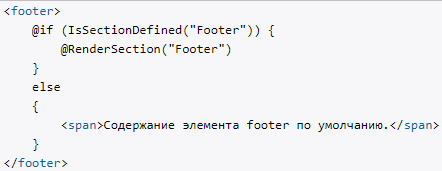 <footer>
    @if (IsSectionDefined("Footer")) {
        @RenderSection("Footer")
    }
    else
    {
        <span>Содержание элемента footer по умолчанию.</span>
    }
</footer>